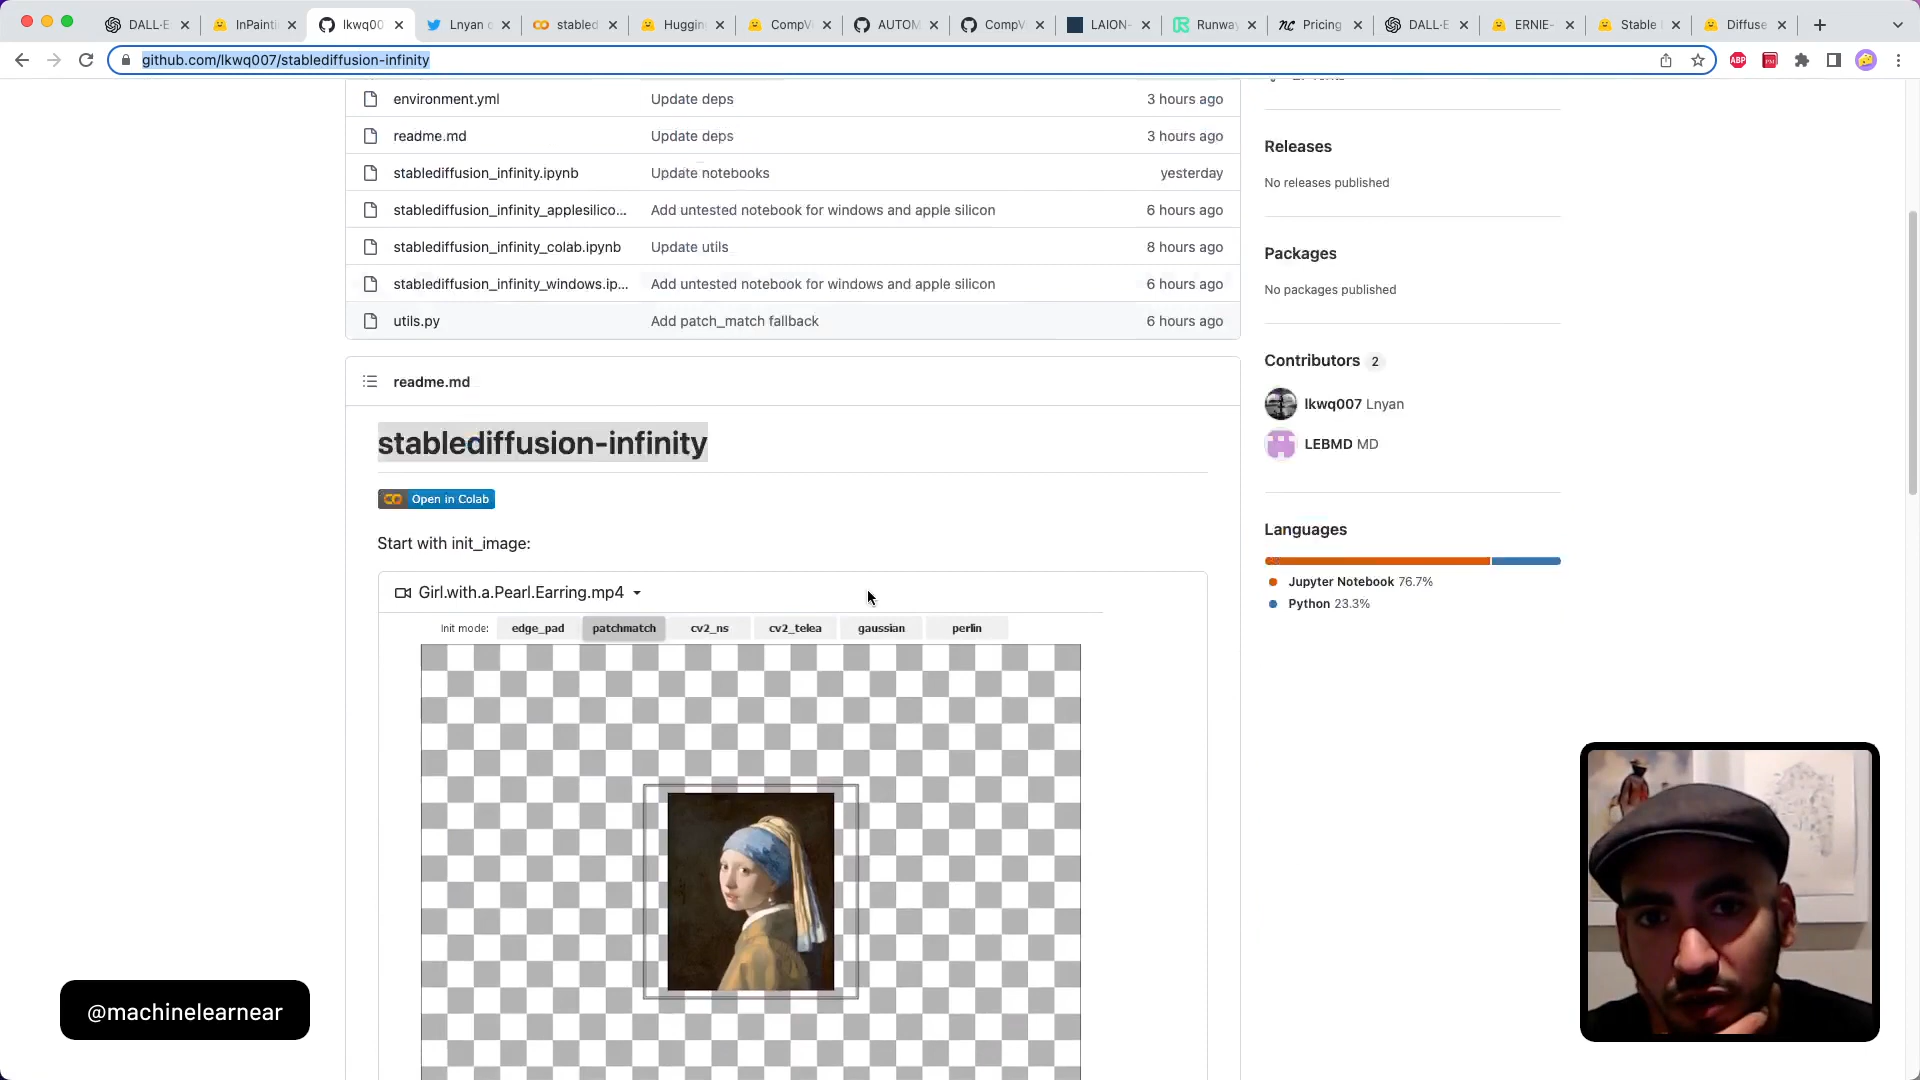 DALL·E
InPainti
lkwq00
Lnyan
stabled
Hugging
CompV
AUTOM
CompV
LAION-
Runway
Pricing
DALL·E
ERNIE-
Stable
Diffuse
github.com/lkwq007/stablediffusion-infinity
environment.yml Update deps 3 hours ago
readme.md Update deps 3 hours ago
stablediffusion_infinity.ipynb Update notebooks yesterday
stablediffusion_infinity_applesilico... Add untested notebook for windows and apple silicon 6 hours ago
stablediffusion_infinity_colab.ipynb Update utils 8 hours ago
stablediffusion_infinity_windows.ip... Add untested notebook for windows and apple silicon 6 hours ago
utils.py Add patch_match fallback 6 hours ago
readme.md
stablediffusion-infinity
Open in Colab
Start with init_image:
Girl.with.a.Pearl.Earring.mp4
Init mode: edge_pad patchmatch cv2_ns cv2_telea gaussian perlin
Releases
No releases published
Packages
No packages published
Contributors 2
lkwq007 Lnyan
LEBMD MD
Languages
Jupyter Notebook 76.7%
Python 23.3%
@machinelearnear